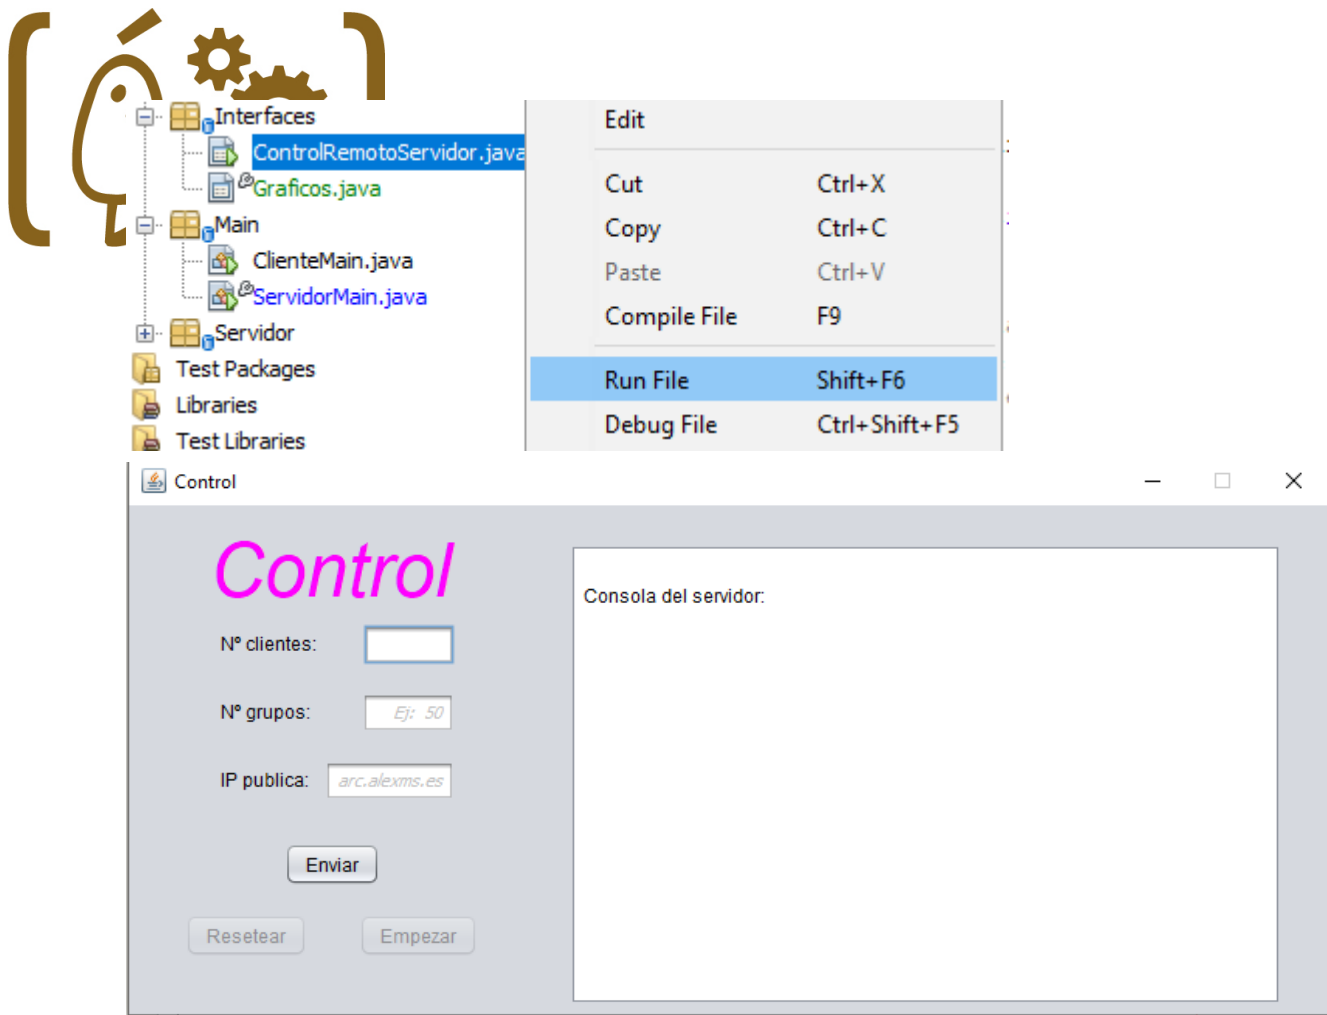 Interfaces
ControlRemotoServidor.java
Graficos.java
Main
ClienteMain.java
ServidorMain.java
Servidor
Test Packages
Libraries
Test Libraries
Edit
Cut Ctrl+X
Copy Ctrl+C
Paste Ctrl+V
Compile File F9
Run File Shift+F6
Debug File Ctrl+Shift+F5
Control
Control
Nº clientes:
Nº grupos: Ej: 50
IP publica: arc.alexms.es
Enviar
Resetear Empezar
Consola del servidor: